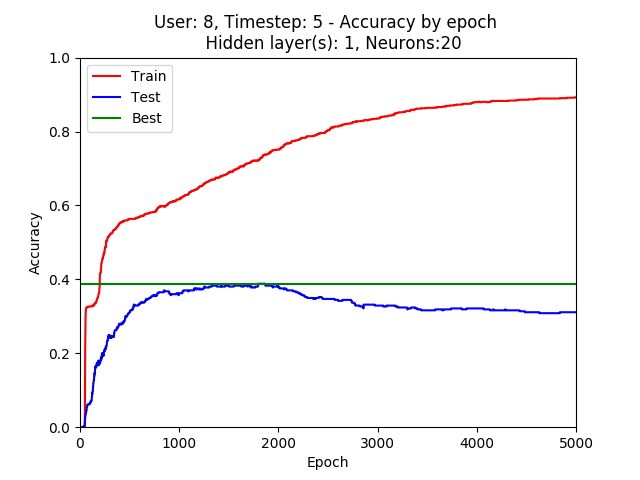 User: 8, Timestep: 5 - Accuracy by epoch
Hidden layer(s): 1, Neurons:20
Train
Test
Best
Accuracy
1.0
0.8
0.6
0.4
0.2
0.0
0
1000
2000
3000
4000
5000
Epoch